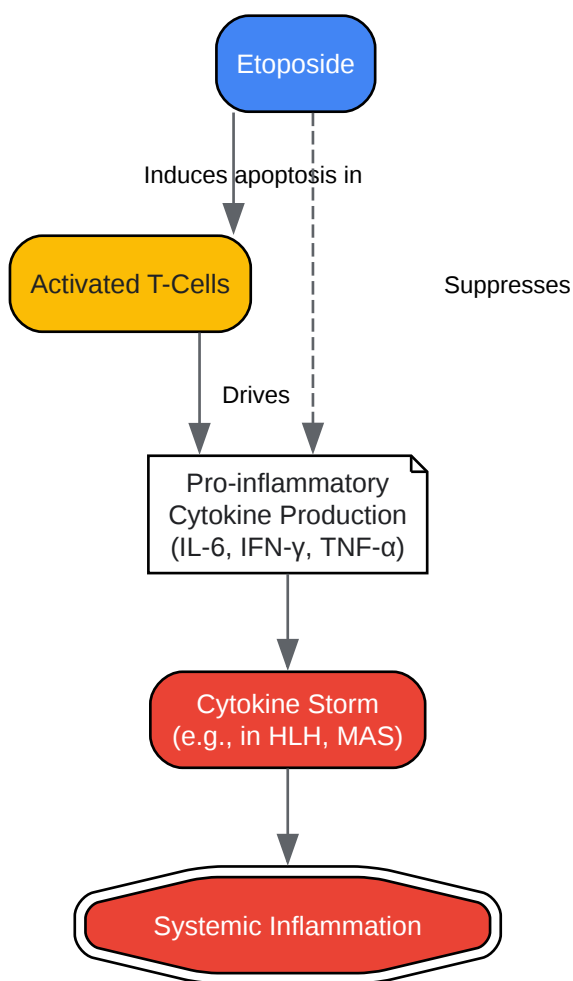 Etoposide
Induces apoptosis in
Activated T-Cells
Suppresses
Drives
Pro-inflammatory
Cytokine Production
(IL-6, IFN-γ, TNF-α)
Cytokine Storm
(e.g., in HLH, MAS)
Systemic Inflammation